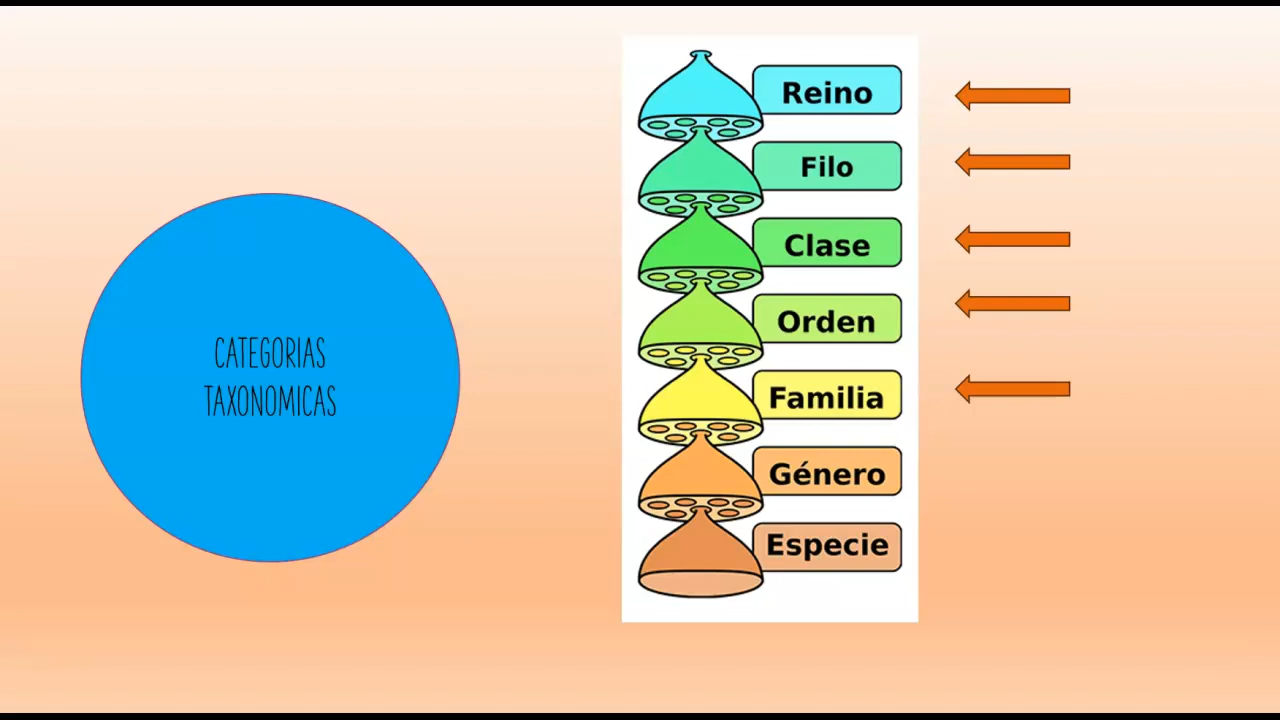 CATEGORIAS
TAXONOMICAS
Reino
Filo
Clase
Orden
Familia
Género
Especie